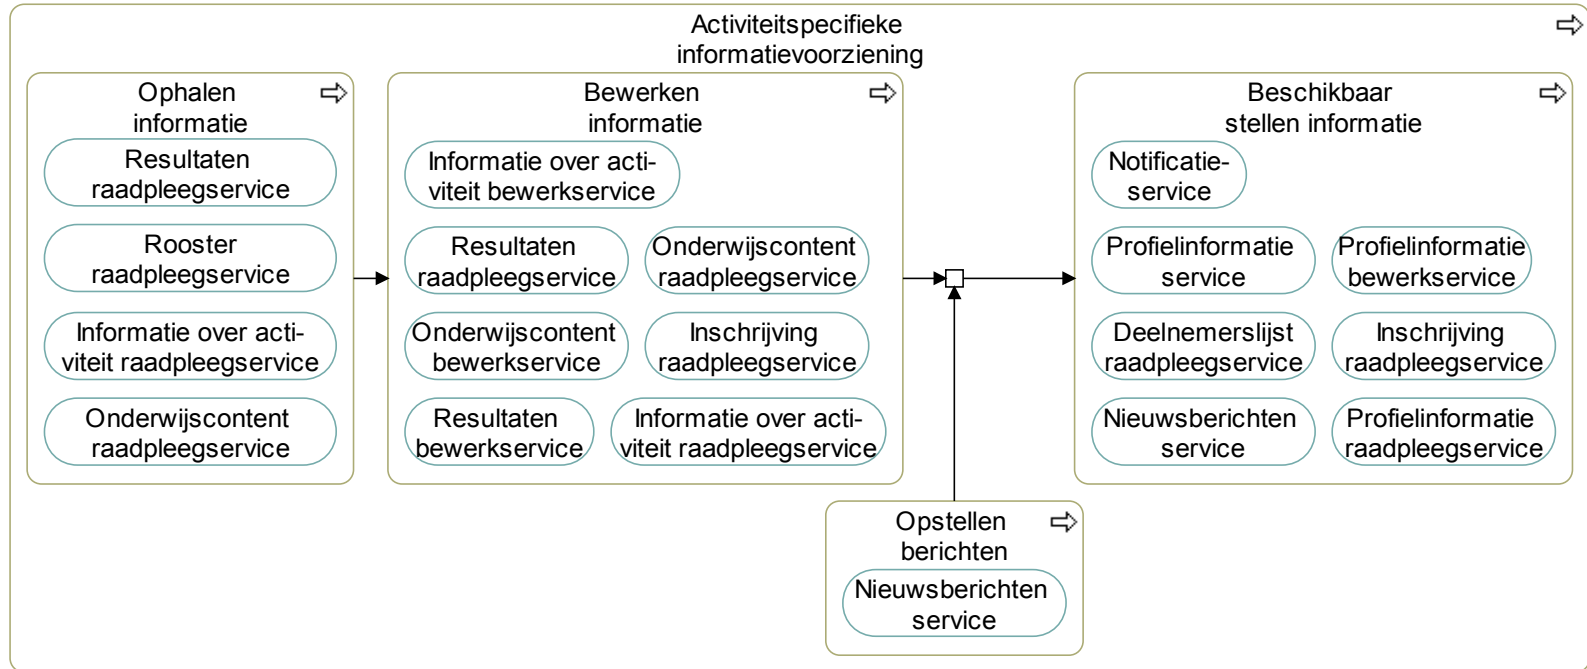 Activiteitspecifieke
informatievoorziening
Ophalen
informatie
Resultaten
raadpleegservice
Rooster
raadpleegservice
Informatie over acti-
viteit raadpleegservice
Onderwijscontent
raadpleegservice
Bewerken
informatie
Informatie over acti-
viteit bewerkservice
Resultaten
raadpleegservice
Onderwijscontent
raadpleegservice
Onderwijscontent
bewerkservice
Inschrijving
raadpleegservice
Resultaten
bewerkservice
Informatie over acti-
viteit raadpleegservice
Beschikbaar
stellen informatie
Notificatie-
service
Profielinformatie
service
Profielinformatie
bewerkservice
Deelnemerslijst
raadpleegservice
Inschrijving
raadpleegservice
Nieuwsberichten
service
Profielinformatie
raadpleegservice
Opstellen
berichten
Nieuwsberichten
service